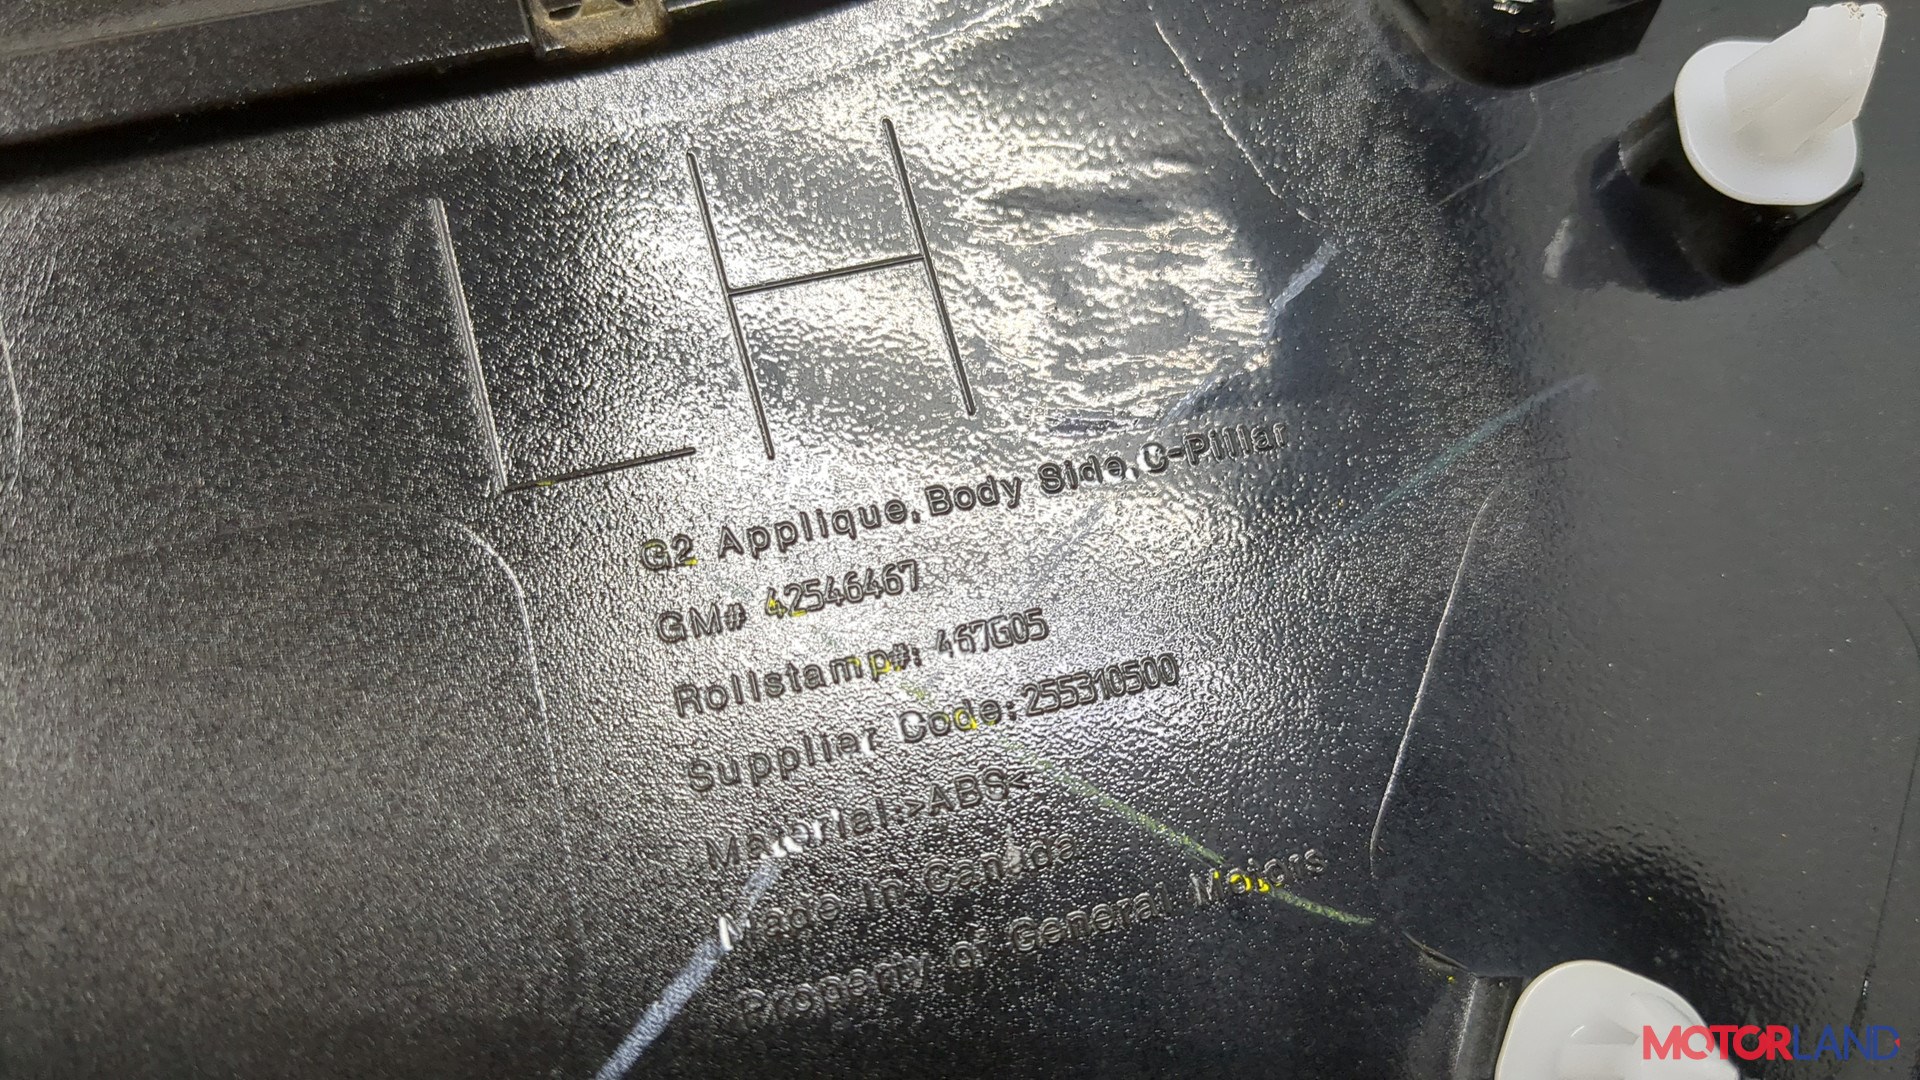 LH
G2 Applique, Body Side, C-Pillar
GM# 42546467
Rollstamp#: 467G05
Supplier Code: 255310500
Material: >ABS<
Made in Canada
Property of General Motors
MOTORLAND